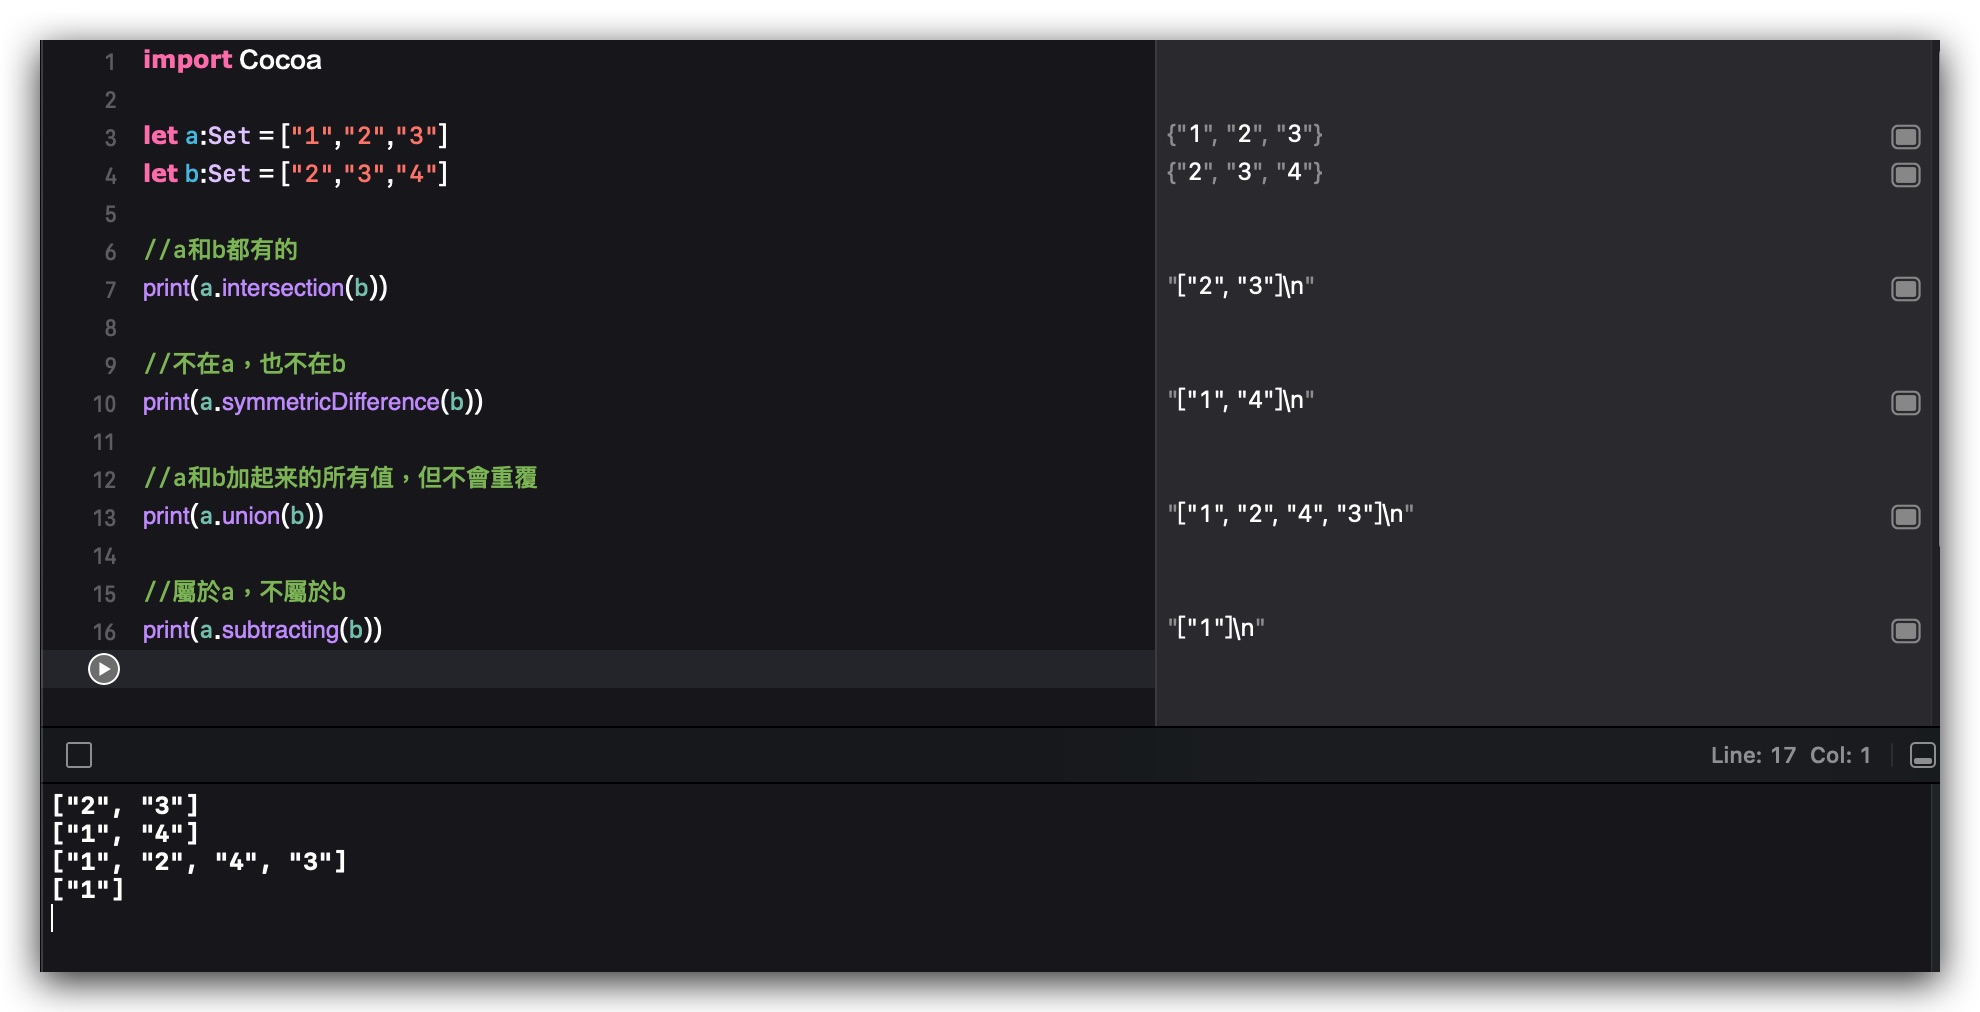 1 import Cocoa
2
3 let a:Set = ["1","2","3"]
{"1", "2", "3"}
4 let b:Set = ["2","3","4"]
{"2", "3", "4"}
5
6 //a和b都有的
7 print(a.intersection(b))
"["2", "3"]\n"
8
9 //不在a，也不在b
10 print(a.symmetricDifference(b))
"["1", "4"]\n"
11
12 //a和b加起来的所有值，但不會重覆
13 print(a.union(b))
"["1", "2", "4", "3"]\n"
14
15 //屬於a，不屬於b
16 print(a.subtracting(b))
"["1"]\n"
Line: 17 Col: 1
["2", "3"]
["1", "4"]
["1", "2", "4", "3"]
["1"]